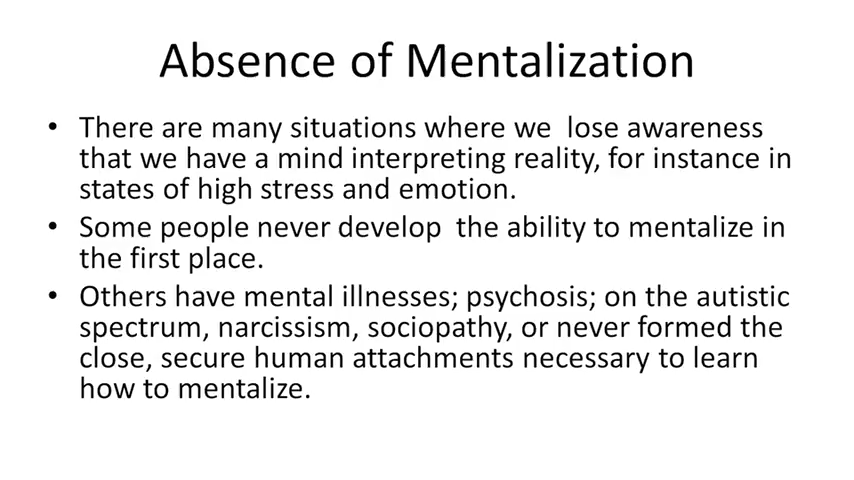 Absence of Mentalization
• There are many situations where we  lose awareness
that we have a mind interpreting reality, for instance in
states of high stress and emotion.
• Some people never develop  the ability to mentalize in
the first place.
• Others have mental illnesses; psychosis; on the autistic
spectrum, narcissism, sociopathy, or never formed the
close, secure human attachments necessary to learn
how to mentalize.